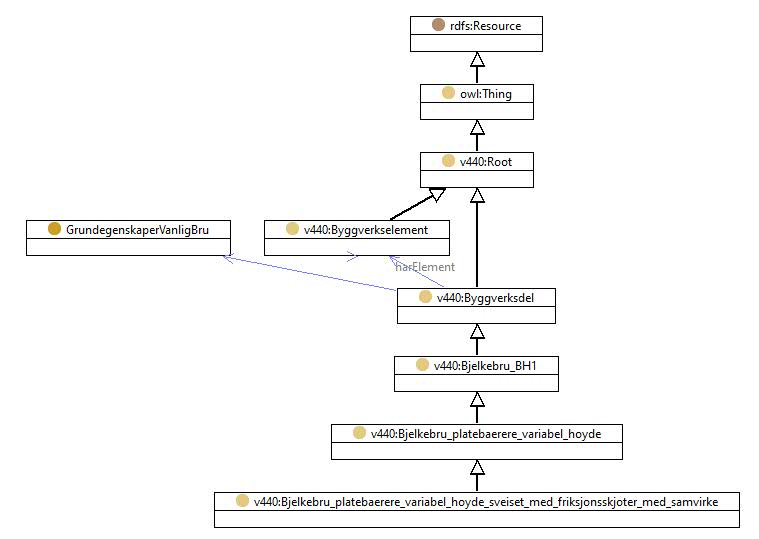 rdfs:Resource
owl:Thing
v440:Root
GrundegenskaperVanligBru
v440:Byggverkselement
harElement
v440:Byggverksdel
v440:Bjelkebru_BH1
v440:Bjelkebru_platebaerere_variabel_hoyde
v440:Bjelkebru_platebaerere_variabel_hoyde_sveiset_med_friksjonsskjoter_med_samvirke